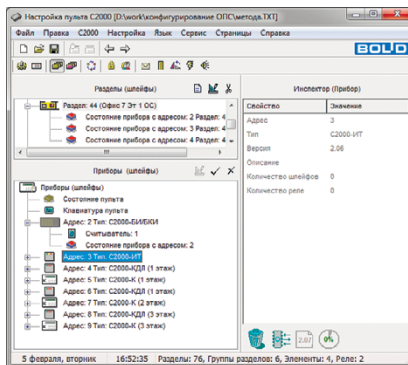 Настройка пульта С2000 [D:\work\конфигурирование ОПС\метода.TXT]
Файл Правка С2000 Настройка Язык Сервис Страницы Справка
BOLID
Разделы (шлейфы)
Раздел: 44 (Офис 7 Эт 1 ОС)
Состояние прибора с адресом: 2 Раздел: 4
Состояние прибора с адресом: 3 Раздел: 4
Состояние прибора с адресом: 4 Раздел: 4
Приборы (шлейфы)
Приборы (шлейфы)
Состояние пульта
Клавиатура пульта
Адрес: 2 Тип: С2000-БИ/БКИ
Считыватель: 1
Состояние прибора с адресом: 2
Адрес: 3 Тип: С2000-ИТ
Адрес: 4 Тип: С2000-КДЛ (1 этаж)
Адрес: 5 Тип: С2000-К (1 этаж)
Адрес: 6 Тип: С2000-КДЛ (1 этаж)
Адрес: 7 Тип: С2000-К (2 этаж)
Адрес: 8 Тип: С2000-КДЛ (3 этаж)
Адрес: 9 Тип: С2000-К (3 этаж)
Инспектор (Прибор)
Свойство Значение
Адрес 3
Тип С2000-ИТ
Версия 2.06
Описание
Количество шлейфов 0
Количество реле 0
2.07 0%
5 февраля, вторник 16:52:35 Разделы: 76, Группы разделов: 6, Элементы: 4, Реле: 2